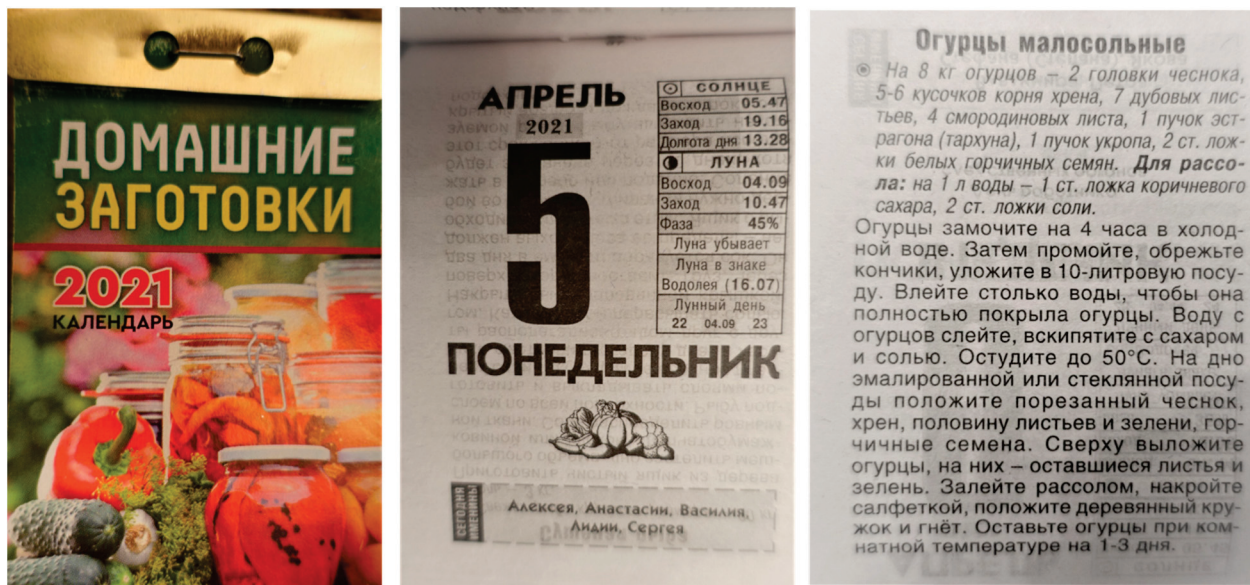 ДОМАШНИЕ
ЗАГОТОВКИ
2021
КАЛЕНДАРЬ
АПРЕЛЬ
2021
5
ПОНЕДЕЛЬНИК
СОЛНЦЕ
Восход 05.47
Заход 19.16
Долгота дня 13.28
ЛУНА
Восход 04.09
Заход 10.47
Фаза 45%
Луна убывает
Луна в знаке
Водолея (16.07)
Лунный день
22 04.09 23
СЕГОДНЯ
ИМЕНИНЫ
Алексея, Анастасии, Василия,
Лидии, Сергея
Огурцы малосольные
На 8 кг огурцов – 2 головки чеснока,
5-6 кусочков корня хрена, 7 дубовых лис-
тьев, 4 смородиновых листа, 1 пучок эст-
рагона (тархуна), 1 пучок укропа, 2 ст. лож-
ки белых горчичных семян. Для рассо-
ла: на 1 л воды – 1 ст. ложка коричневого
сахара, 2 ст. ложки соли.
Огурцы замочите на 4 часа в холод-
ной воде. Затем промойте, обрежьте
кончики, уложите в 10-литровую посу-
ду. Влейте столько воды, чтобы она
полностью покрыла огурцы. Воду с
огурцов слейте, вскипятите с сахаром
и солью. Остудите до 50°С. На дно
эмалированной или стеклянной посу-
ды положите порезанный чеснок,
хрен, половину листьев и зелени, гор-
чичные семена. Сверху выложите
огурцы, на них – оставшиеся листья и
зелень. Залейте рассолом, накройте
салфеткой, положите деревянный кру-
жок и гнёт. Оставьте огурцы при ком-
натной температуре на 1-3 дня.